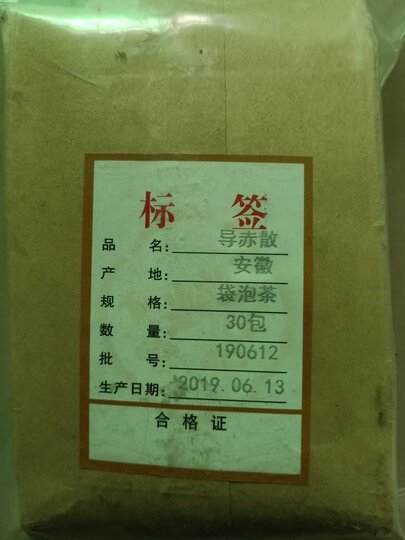 标 签
品 名: 导赤散
产 地: 安徽
规 格: 袋泡茶
数 量: 30包
批 号: 190612
生产日期: 2019.06.13
合 格 证